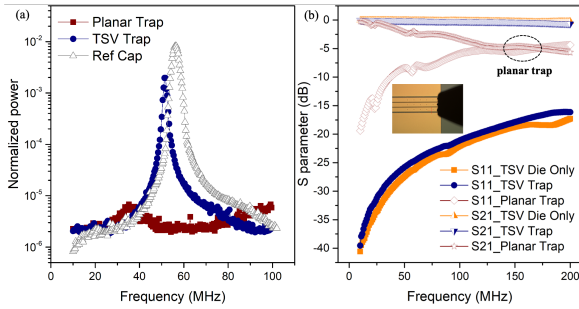 (a)
Planar Trap
TSV Trap
Ref Cap
10⁻²
10⁻³
10⁻⁴
10⁻⁵
10⁻⁶
Normalized power
0 20 40 60 80 100
Frequency (MHz)
(b)
0
-5
-10
-15
-20
-25
-30
-35
-40
S parameter (dB)
planar trap
S11_TSV Die Only
S11_TSV Trap
S11_Planar Trap
S21_TSV Die Only
S21_TSV Trap
S21_Planar Trap
0 50 100 150 200
Frequency (MHz)